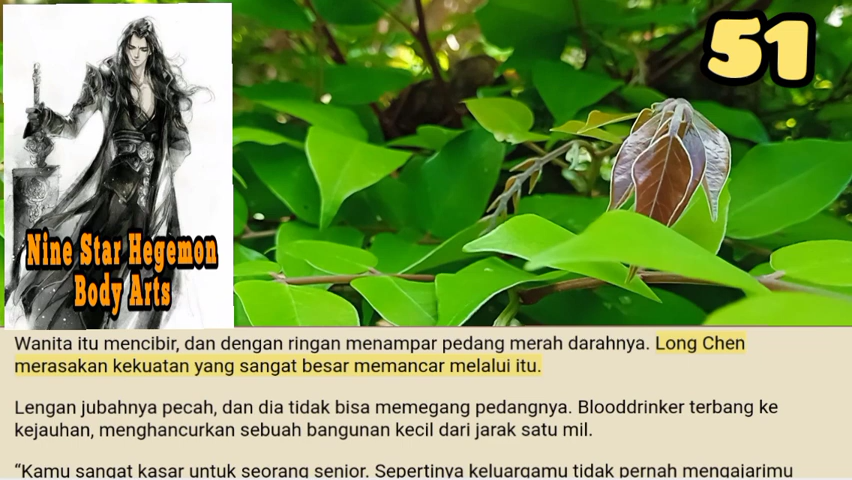 51
Nine Star Hegemon
Body Arts
Wanita itu mencibir, dan dengan ringan menampar pedang merah darahnya. Long Chen
merasakan kekuatan yang sangat besar memancar melalui itu.
Lengan jubahnya pecah, dan dia tidak bisa memegang pedangnya. Blooddrinker terbang ke
kejauhan, menghancurkan sebuah bangunan kecil dari jarak satu mil.
“Kamu sangat kasar untuk seorang senior. Sepertinya keluargamu tidak pernah mengajarimu